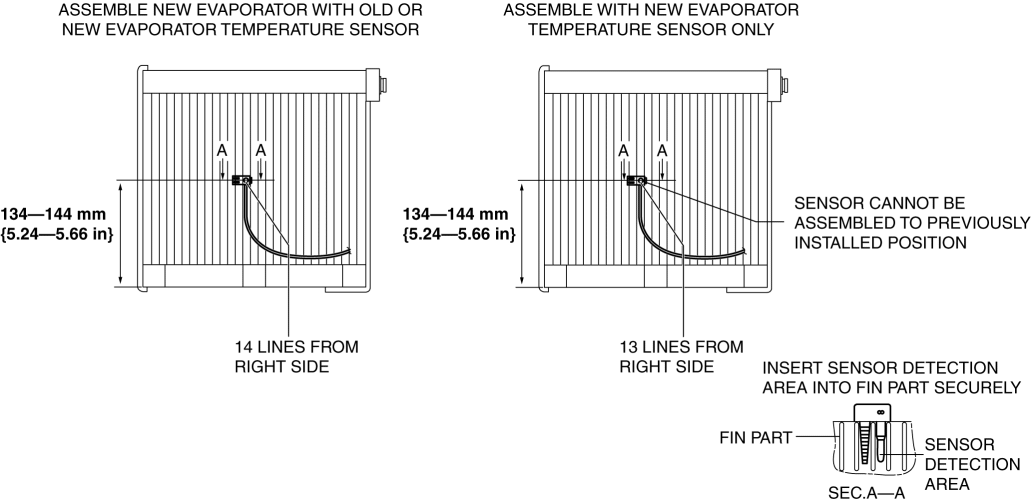 ASSEMBLE NEW EVAPORATOR WITH OLD OR
NEW EVAPORATOR TEMPERATURE SENSOR
A A
134—144 mm
{5.24—5.66 in}
14 LINES FROM
RIGHT SIDE
ASSEMBLE WITH NEW EVAPORATOR
TEMPERATURE SENSOR ONLY
A A
134—144 mm
{5.24—5.66 in}
SENSOR CANNOT BE
ASSEMBLED TO PREVIOUSLY
INSTALLED POSITION
13 LINES FROM
RIGHT SIDE
INSERT SENSOR DETECTION
AREA INTO FIN PART SECURELY
FIN PART
SENSOR
DETECTION
AREA
SEC.A—A